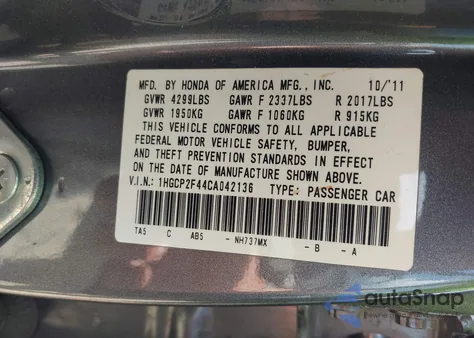 MFD. BY HONDA OF AMERICA MFG., INC. 10/'11
GVWR 4299LBS GAWR F 2337LBS R 2017LBS
GVWR 1950KG GAWR F 1060KG R 915KG
THIS VEHICLE CONFORMS TO ALL APPLICABLE
FEDERAL MOTOR VEHICLE SAFETY, BUMPER,
AND THEFT PREVENTION STANDARDS IN EFFECT
ON THE DATE OF MANUFACTURE SHOWN ABOVE.
V.I.N.: 1HGCP2F44CA042136 TYPE: PASSENGER CAR
TA5 C AB5 - NH737MX - B - A
autoSnap